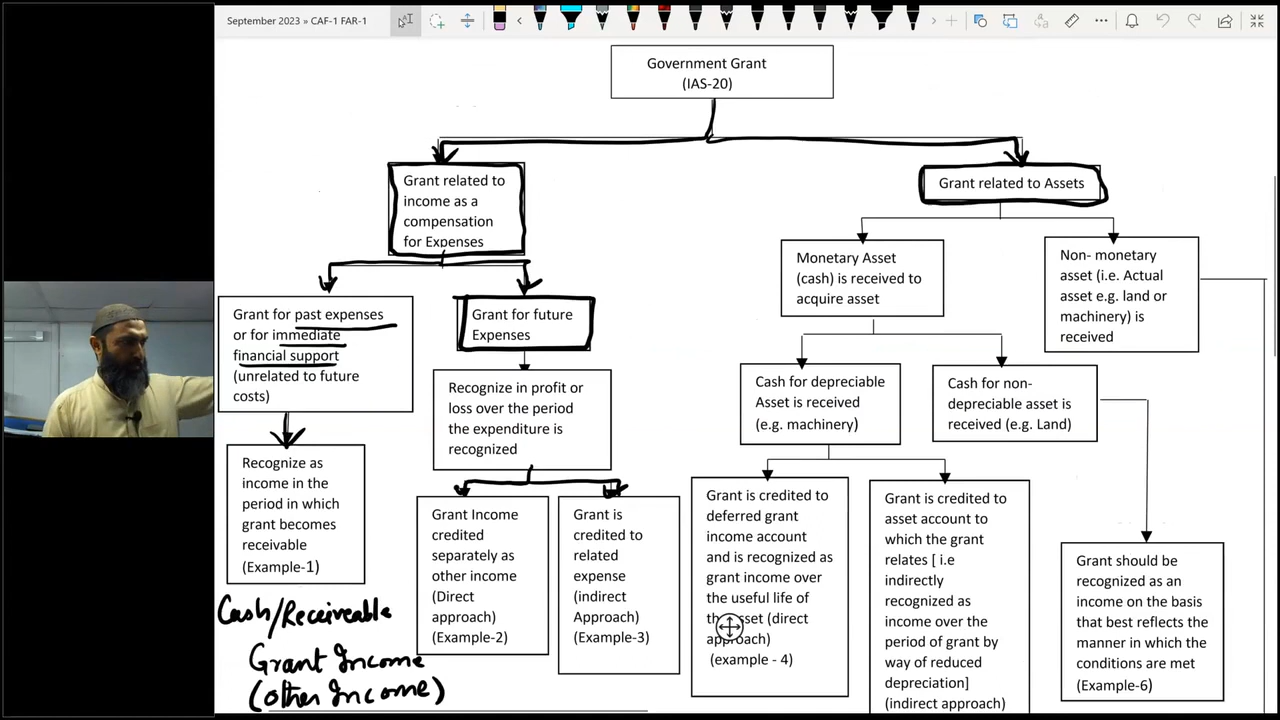 September 2023 » CAF-1 FAR-1
Government Grant
(IAS-20)
Grant related to
income as a
compensation
for Expenses
Grant related to Assets
Grant for past expenses
or for immediate
financial support
(unrelated to future
costs)
Grant for future
Expenses
Monetary Asset
(cash) is received to
acquire asset
Non- monetary
asset (i.e. Actual
asset e.g. land or
machinery) is
received
Recognize as
income in the
period in which
grant becomes
receivable
(Example-1)
Recognize in profit or
loss over the period
the expenditure is
recognized
Cash for depreciable
Asset is received
(e.g. machinery)
Cash for non-
depreciable asset is
received (e.g. Land)
Grant Income
credited
separately as
other income
(Direct
approach)
(Example-2)
Grant is
credited to
related
expense
(indirect
Approach)
(Example-3)
Grant is credited to
deferred grant
income account
and is recognized as
grant income over
the useful life of
the asset (direct
approach)
(example - 4)
Grant is credited to
asset account to
which the grant
relates [ i.e
indirectly
recognized as
income over the
period of grant by
way of reduced
depreciation]
(indirect approach)
Grant should be
recognized as an
income on the basis
that best reflects the
manner in which the
conditions are met
(Example-6)
Cash/Receiveable
Grant Income
(other Income)